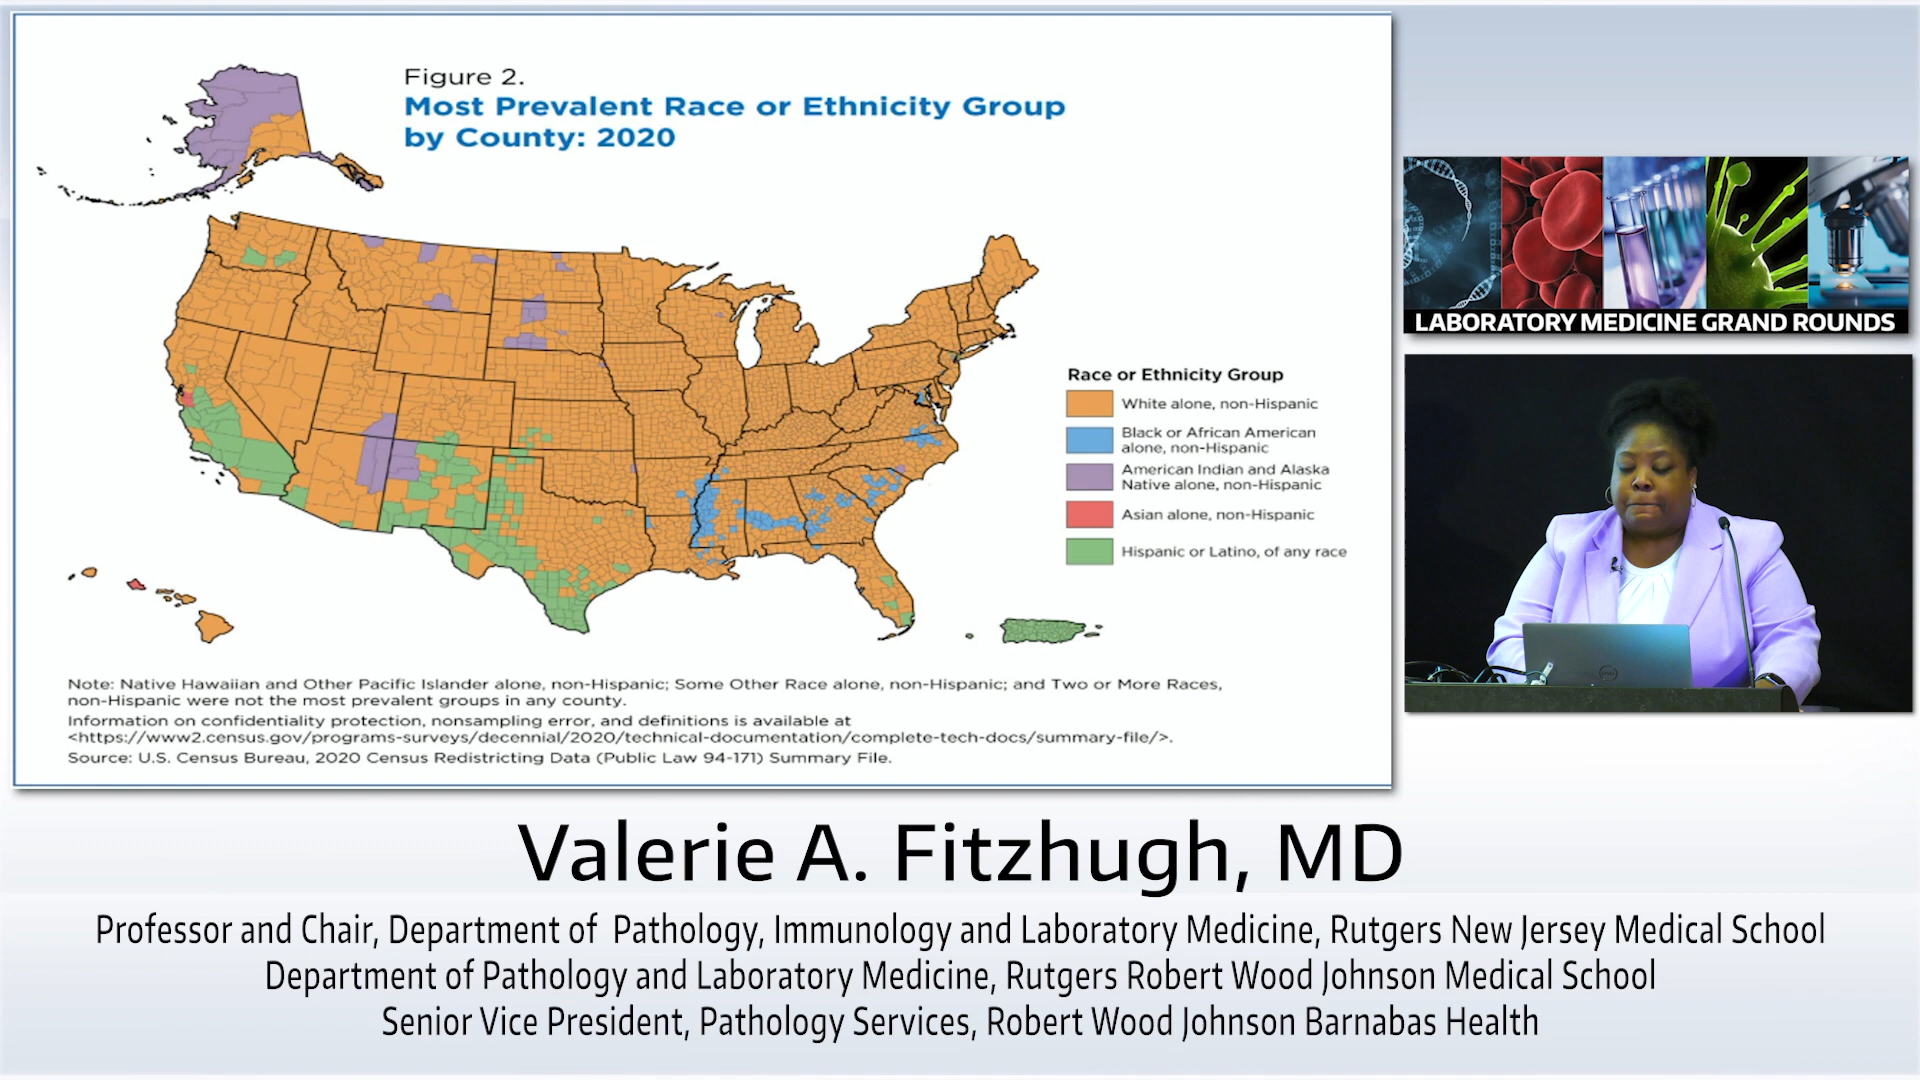 Figure 2.
Most Prevalent Race or Ethnicity Group
by County: 2020
Race or Ethnicity Group
White alone, non-Hispanic
Black or African American
alone, non-Hispanic
American Indian and Alaska
Native alone, non-Hispanic
Asian alone, non-Hispanic
Hispanic or Latino, of any race
Note: Native Hawaiian and Other Pacific Islander alone, non-Hispanic; Some Other Race alone, non-Hispanic; and Two or More Races,
non-Hispanic were not the most prevalent groups in any county.
Information on confidentiality protection, nonsampling error, and definitions is available at
<https://www2.census.gov/programs-surveys/decennial/2020/technical-documentation/complete-tech-docs/summary-file/>.
Source: U.S. Census Bureau, 2020 Census Redistricting Data (Public Law 94-171) Summary File.
LABORATORY MEDICINE GRAND ROUNDS
DELL
Valerie A. Fitzhugh, MD
Professor and Chair, Department of Pathology, Immunology and Laboratory Medicine, Rutgers New Jersey Medical School
Department of Pathology and Laboratory Medicine, Rutgers Robert Wood Johnson Medical School
Senior Vice President, Pathology Services, Robert Wood Johnson Barnabas Health